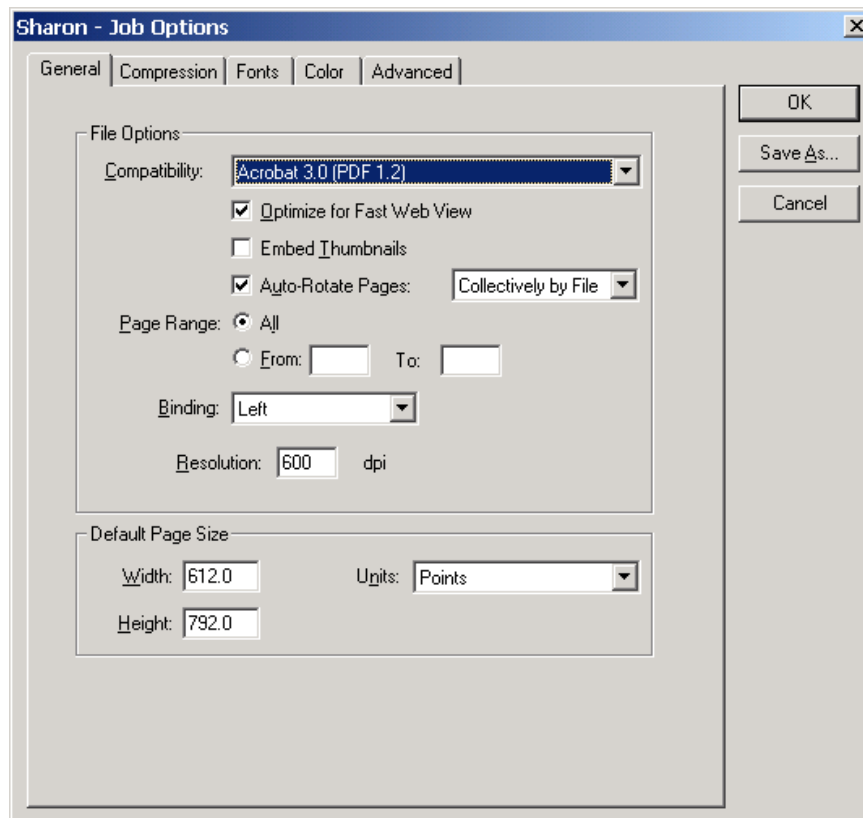 Sharon - Job Options
General Compression Fonts Color Advanced
OK
File Options
Save As...
Compatibility: Acrobat 3.0 (PDF 1.2)
Cancel
Optimize for Fast Web View
Embed Thumbnails
Auto-Rotate Pages: Collectively by File
Page Range: All
From: To:
Binding: Left
Resolution: 600 dpi
Default Page Size
Width: 612.0 Units: Points
Height: 792.0